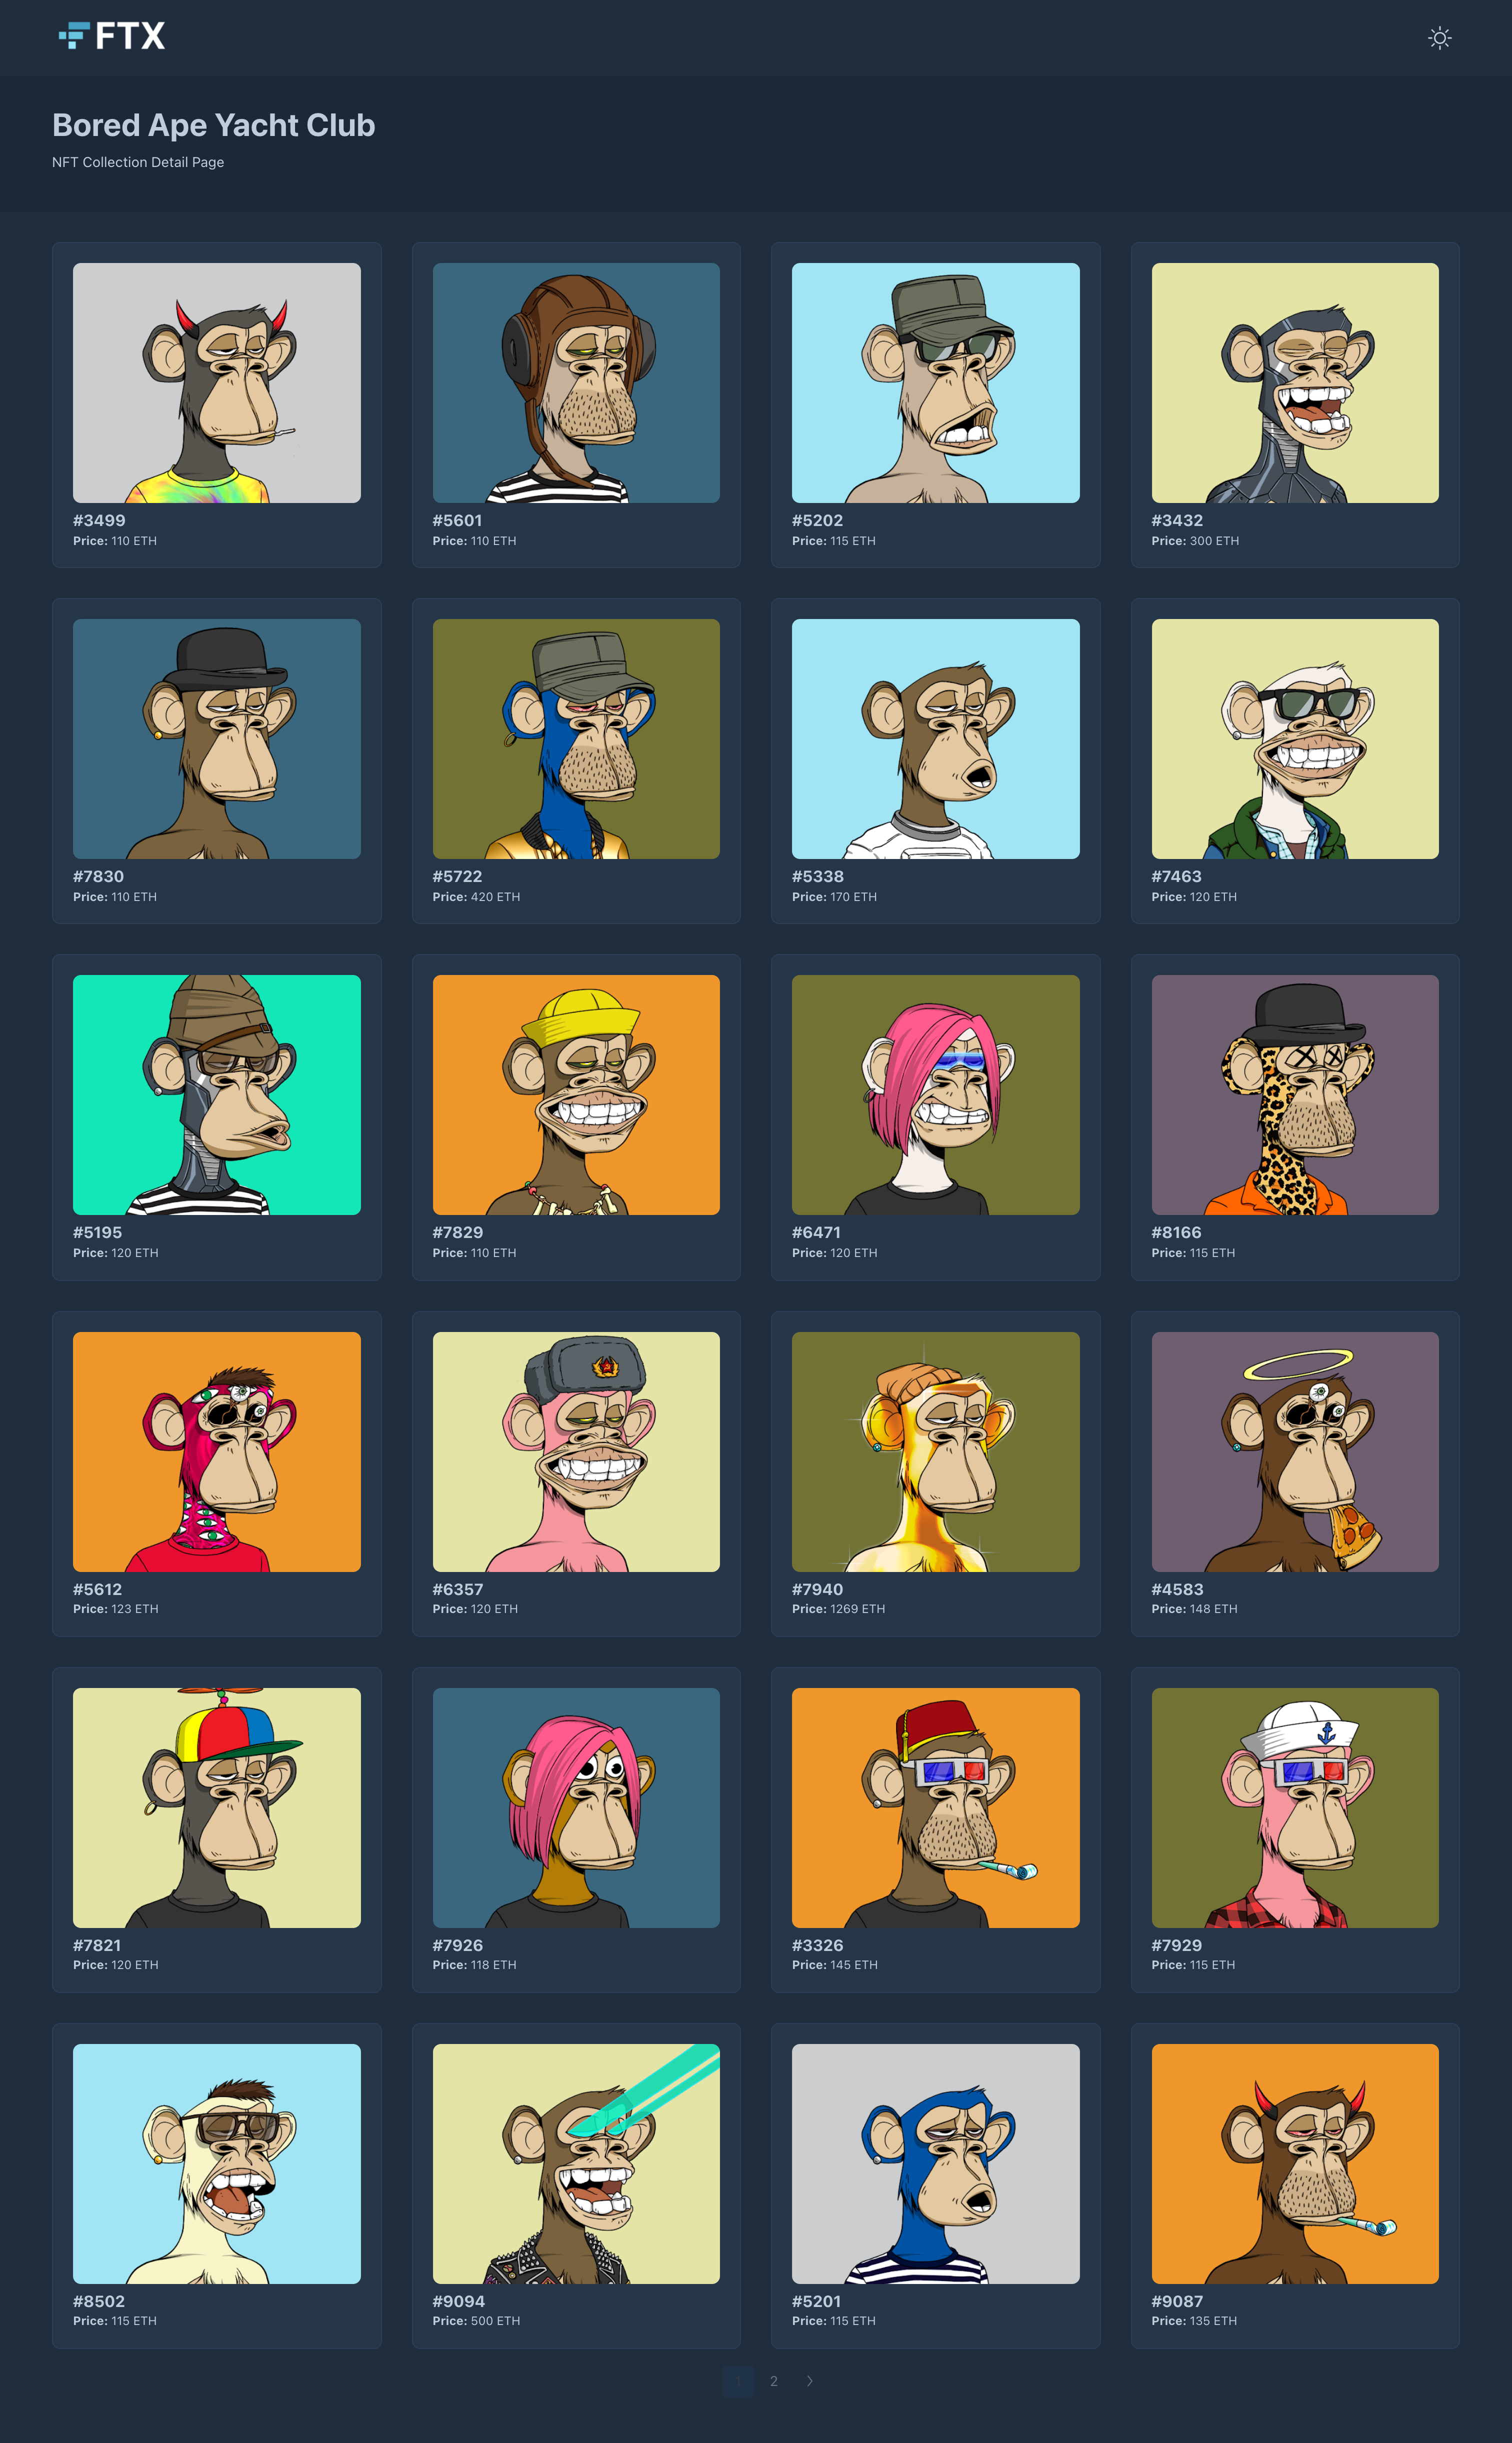 FTX
Bored Ape Yacht Club
NFT Collection Detail Page
#3499
Price: 110 ETH
#5601
Price: 110 ETH
#5202
Price: 115 ETH
#3432
Price: 300 ETH
#7830
Price: 110 ETH
#5722
Price: 420 ETH
#5338
Price: 170 ETH
#7463
Price: 120 ETH
#5195
Price: 120 ETH
#7829
Price: 110 ETH
#6471
Price: 120 ETH
#8166
Price: 115 ETH
#5612
Price: 123 ETH
#6357
Price: 120 ETH
#7940
Price: 1269 ETH
#4583
Price: 148 ETH
#7821
Price: 120 ETH
#7926
Price: 118 ETH
#3326
Price: 145 ETH
#7929
Price: 115 ETH
#8502
Price: 115 ETH
#9094
Price: 500 ETH
#5201
Price: 115 ETH
#9087
Price: 135 ETH
1 2